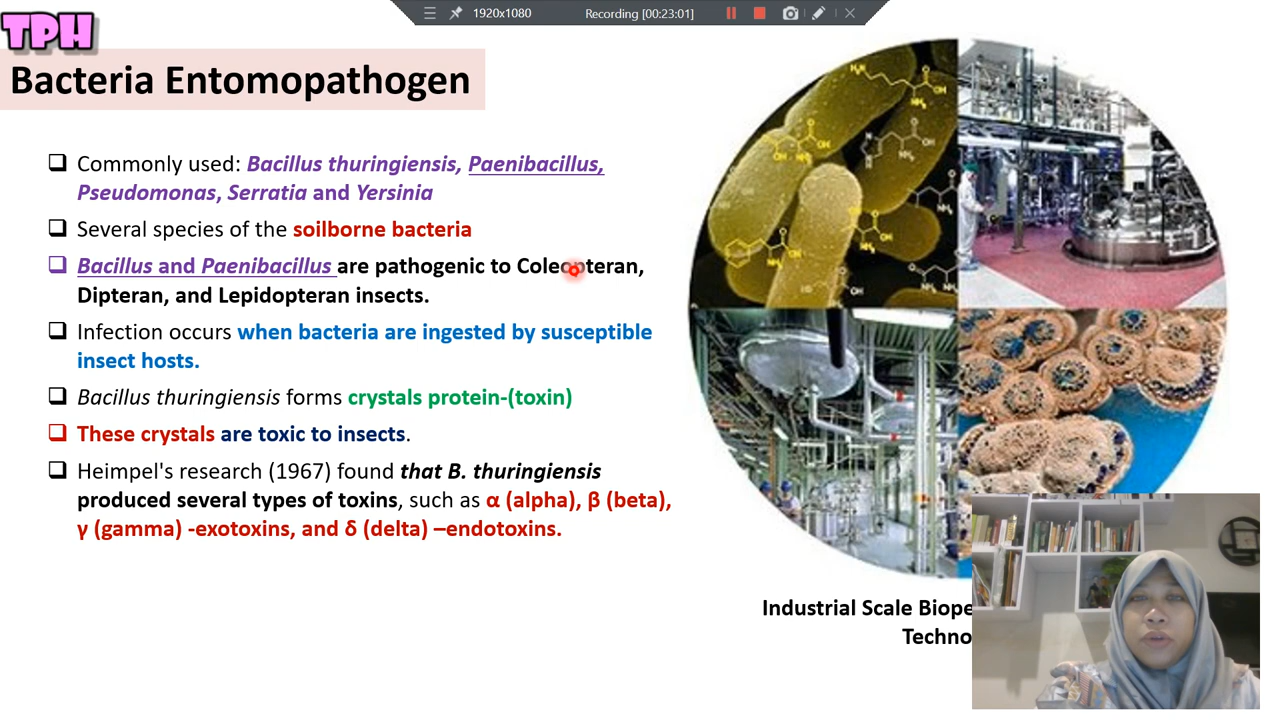 1920x1080
Recording [00:23:01]
TPH
Bacteria Entomopathogen
Commonly used: Bacillus thuringiensis, Paenibacillus,
Pseudomonas, Serratia and Yersinia
Several species of the soilborne bacteria
Bacillus and Paenibacillus are pathogenic to Coleopteran,
Dipteran, and Lepidopteran insects.
Infection occurs when bacteria are ingested by susceptible
insect hosts.
Bacillus thuringiensis forms crystals protein-(toxin)
These crystals are toxic to insects.
Heimpel's research (1967) found that B. thuringiensis
produced several types of toxins, such as α (alpha), β (beta),
γ (gamma) -exotoxins, and δ (delta) –endotoxins.
Industrial Scale